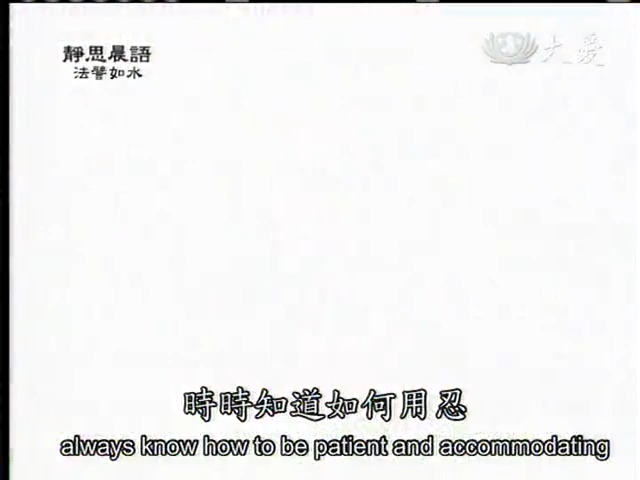 靜思晨語
法譬如水
大愛
時時知道如何用忍
always know how to be patient and accommodating